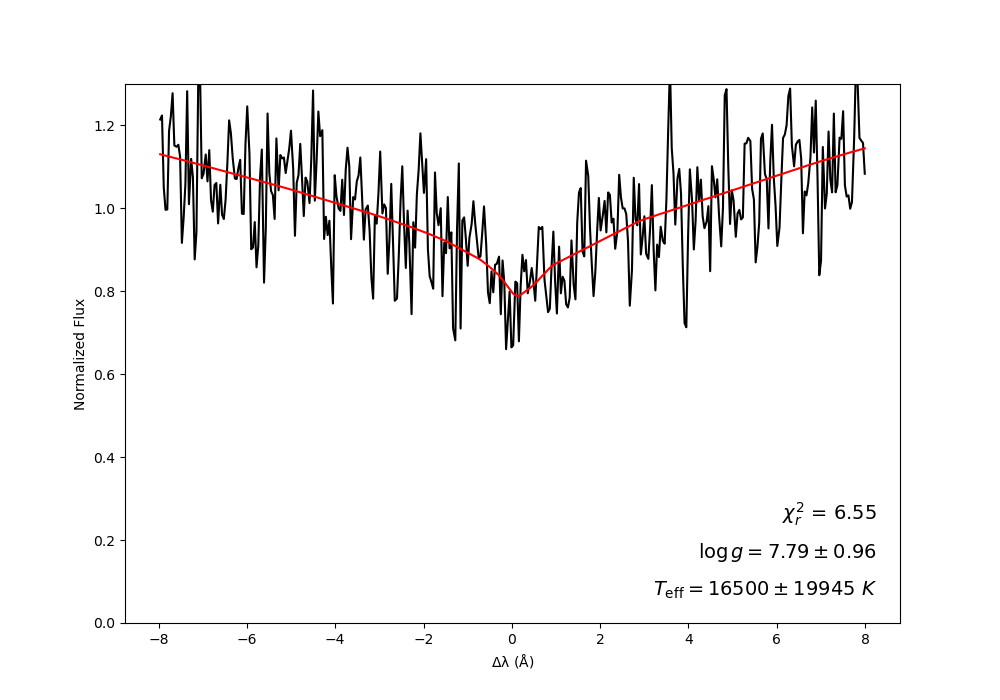 1.2
1.0
0.8
0.6
0.4
0.2
0.0
Normalized Flux
χ²ᵣ = 6.55
log g = 7.79 ± 0.96
T_eff = 16500 ± 19945 K
−8 −6 −4 −2 0 2 4 6 8
Δλ (Å)